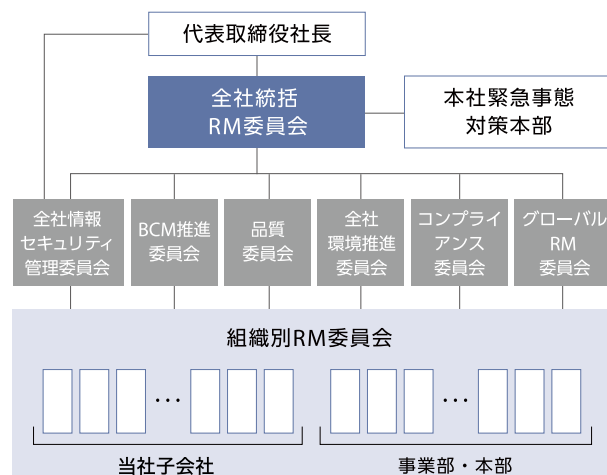 代表取締役社長
全社統括
RM委員会
本社緊急事態
対策本部
全社情報
セキュリティ
管理委員会
BCM推進
委員会
品質
委員会
全社
環境推進
委員会
コンプライ
アンス
委員会
グローバル
RM
委員会
組織別RM委員会
…
…
当社子会社
事業部・本部